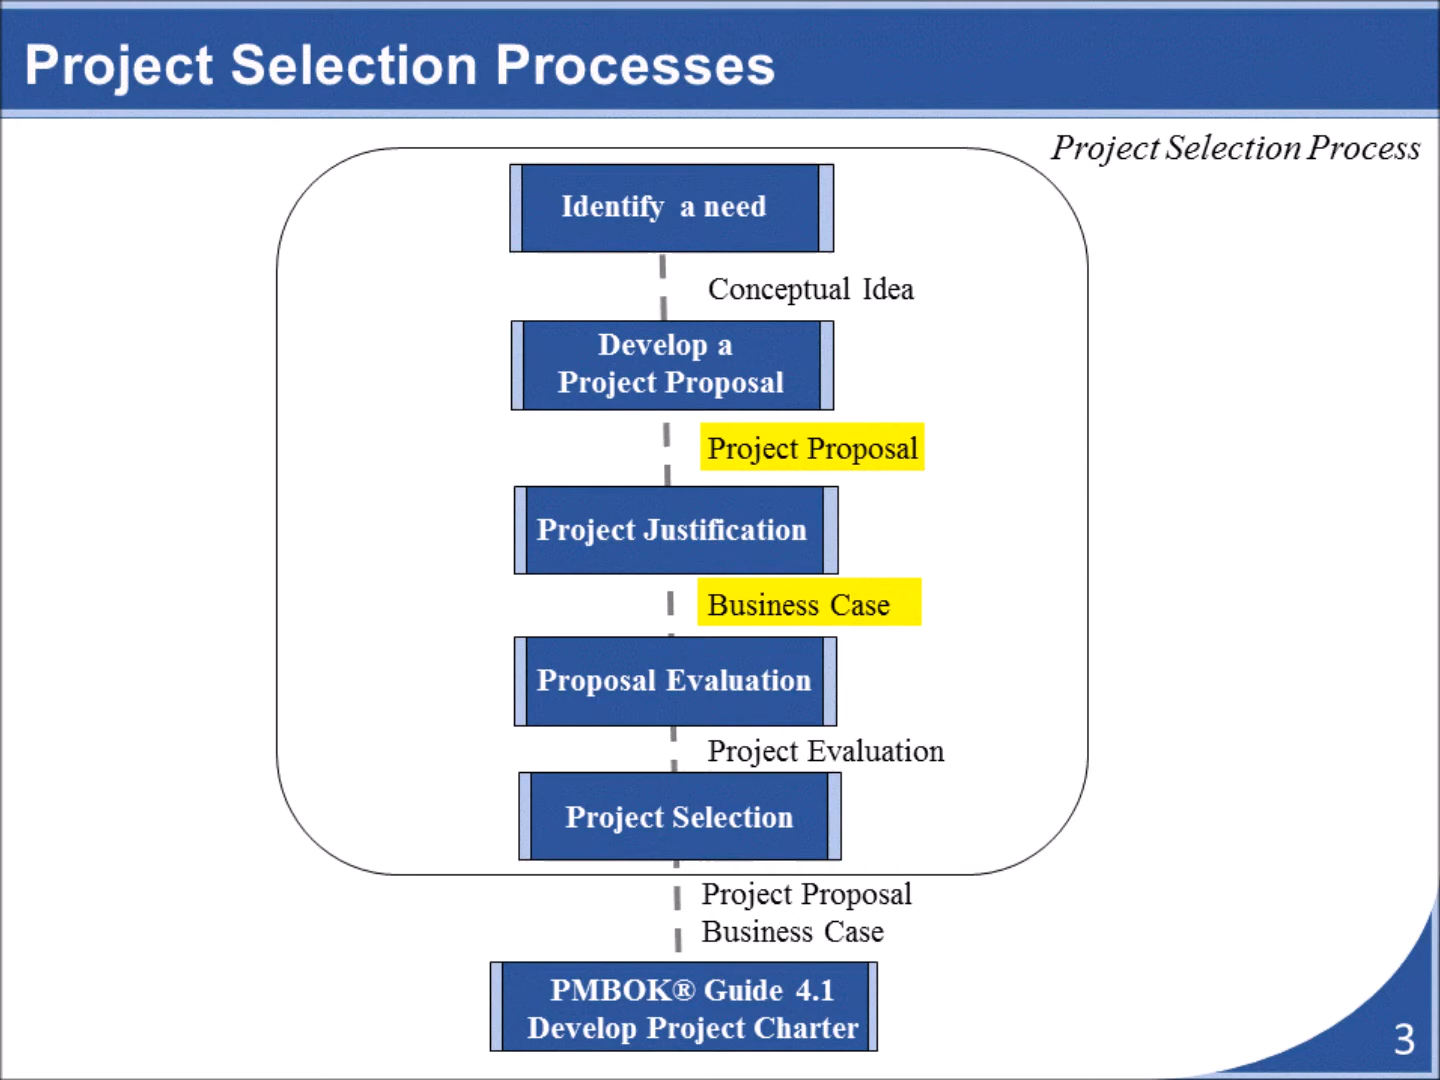 Project Selection Processes
Project Selection Process
Identify a need
Conceptual Idea
Develop a
Project Proposal
Project Proposal
Project Justification
Business Case
Proposal Evaluation
Project Evaluation
Project Selection
Project Proposal
Business Case
PMBOK® Guide 4.1
Develop Project Charter
3